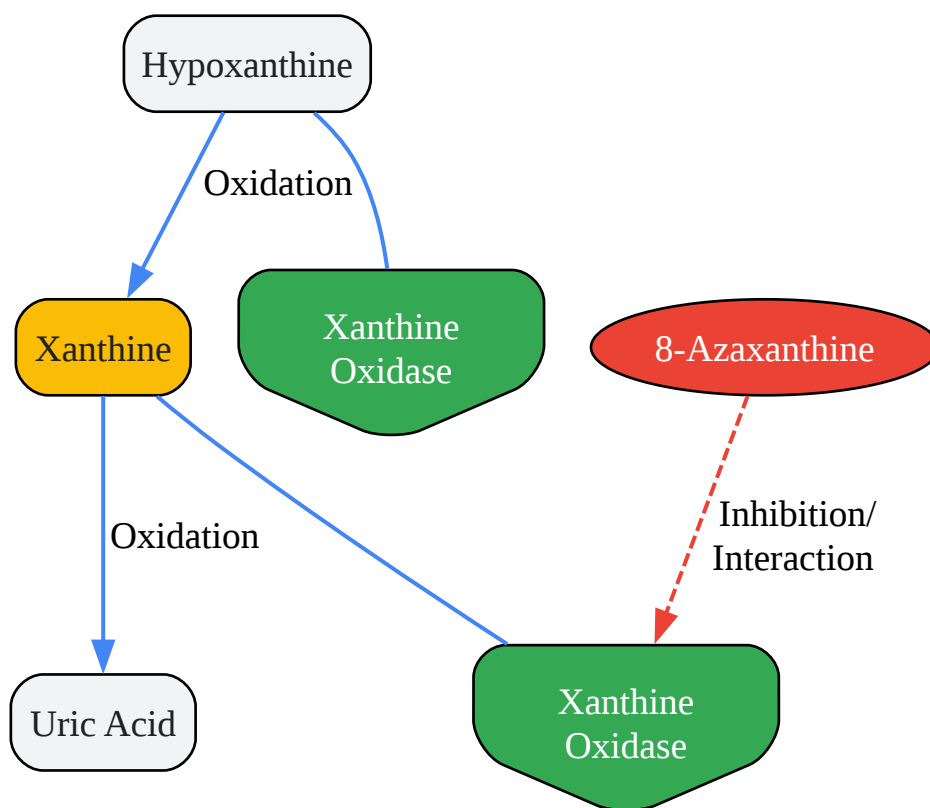 Hypoxanthine
Oxidation
Xanthine
Xanthine
Oxidase
8-Azaxanthine
Oxidation
Inhibition/
Interaction
Uric Acid
Xanthine
Oxidase